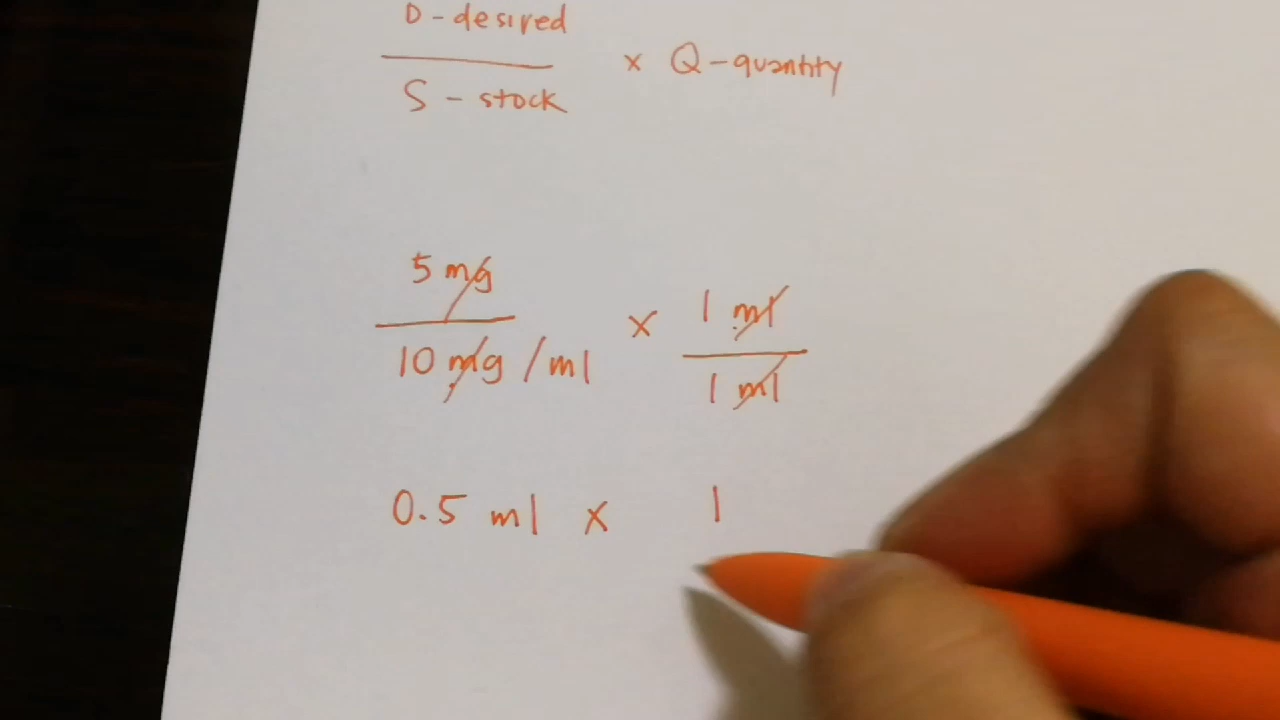 D - desired
x Q - quantity
S - stock
5 mg
10 mg / ml
x
1 ml
1 ml
0.5 ml x 1